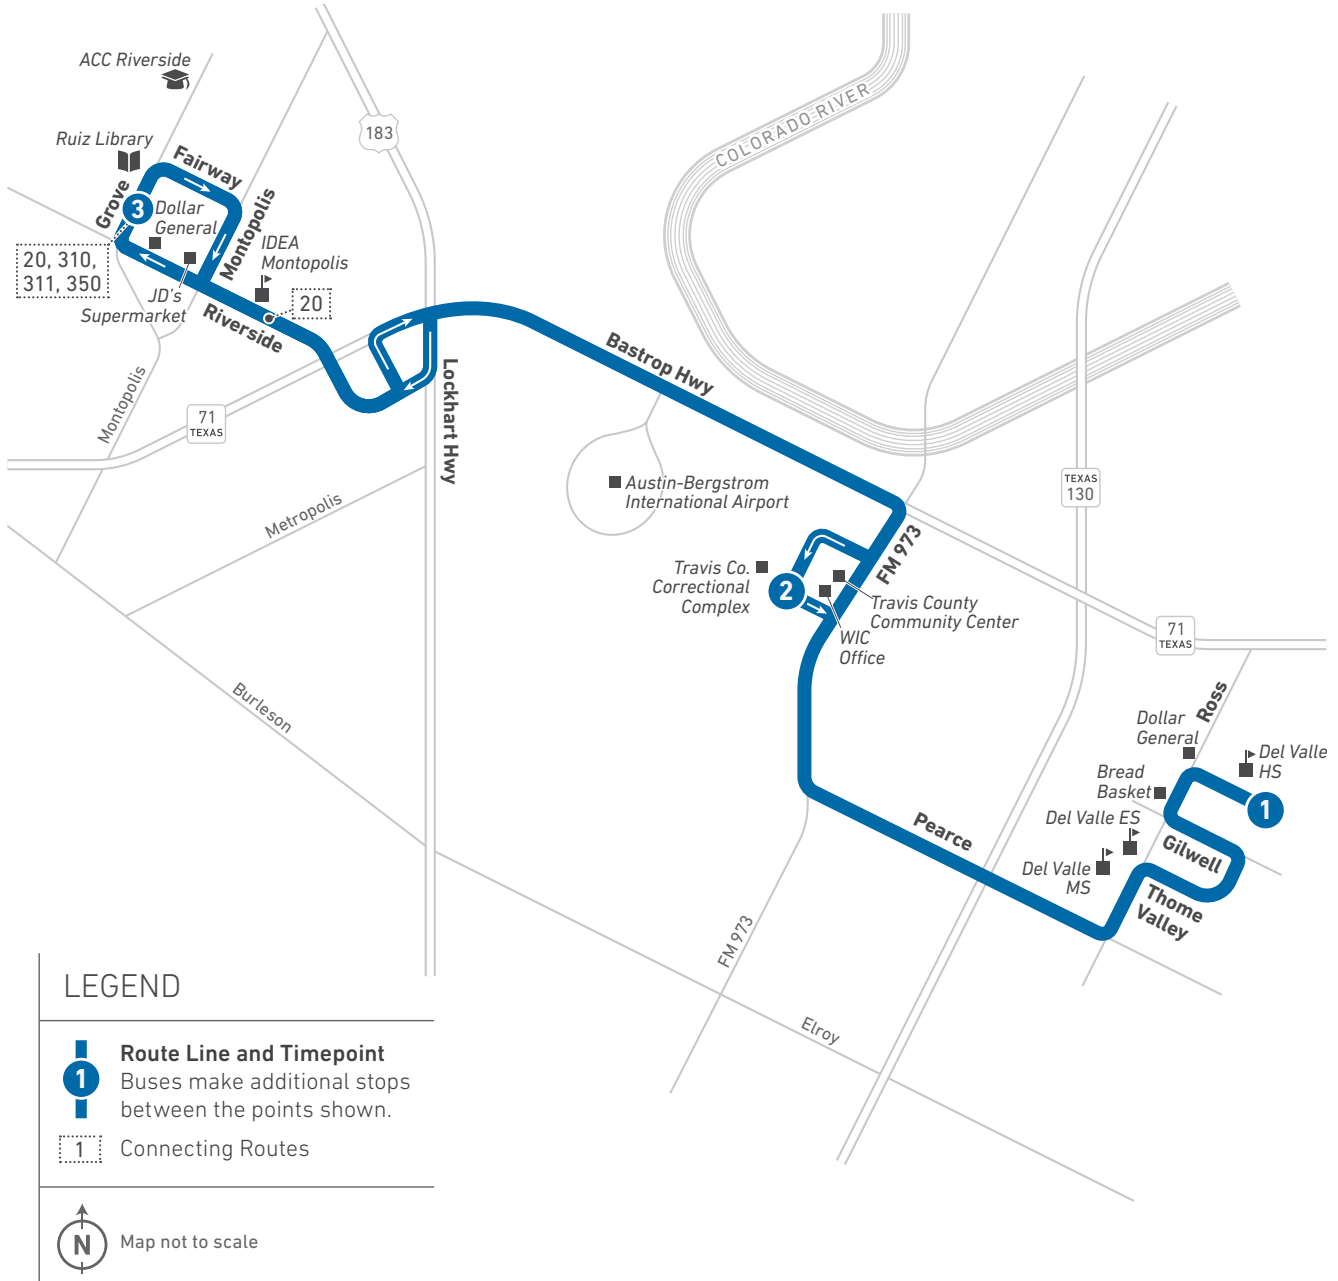 ACC Riverside
Ruiz Library
183
COLORADO RIVER
Fairway
Grove
3
Dollar
General
Montopolis
IDEA
Montopolis
20, 310,
311, 350
JD's
Supermarket
20
Riverside
Bastrop Hwy
Lockhart Hwy
Montopolis
71
TEXAS
Metropolis
Austin-Bergstrom
International Airport
TEXAS
130
FM 973
Travis Co.
Correctional
Complex
2
Travis County
Community Center
WIC
Office
71
TEXAS
Burleson
Ross
Dollar
General
Del Valle
HS
Bread
Basket
1
Del Valle ES
Pearce
Gilwell
Del Valle
MS
Thome
Valley
FM 973
Elroy
LEGEND
Route Line and Timepoint
1
Buses make additional stops
between the points shown.
1
Connecting Routes
N
Map not to scale